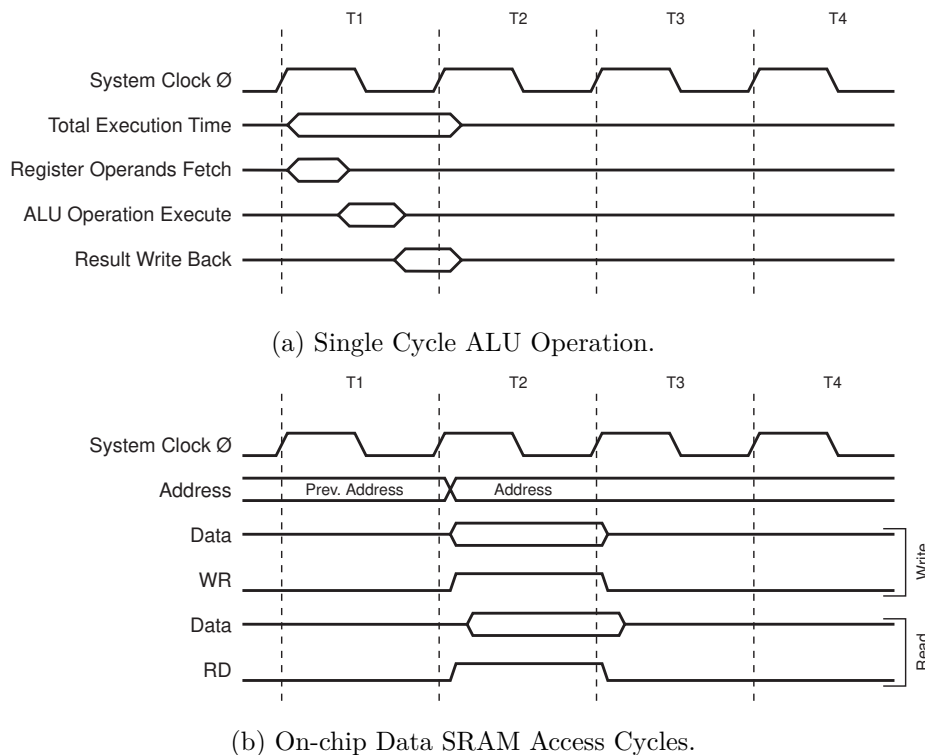 T1 T2 T3 T4
System Clock Ø
Total Execution Time
Register Operands Fetch
ALU Operation Execute
Result Write Back
(a) Single Cycle ALU Operation.
T1 T2 T3 T4
System Clock Ø
Address Prev. Address Address
Data
WR
Write
Data
RD
Read
(b) On-chip Data SRAM Access Cycles.